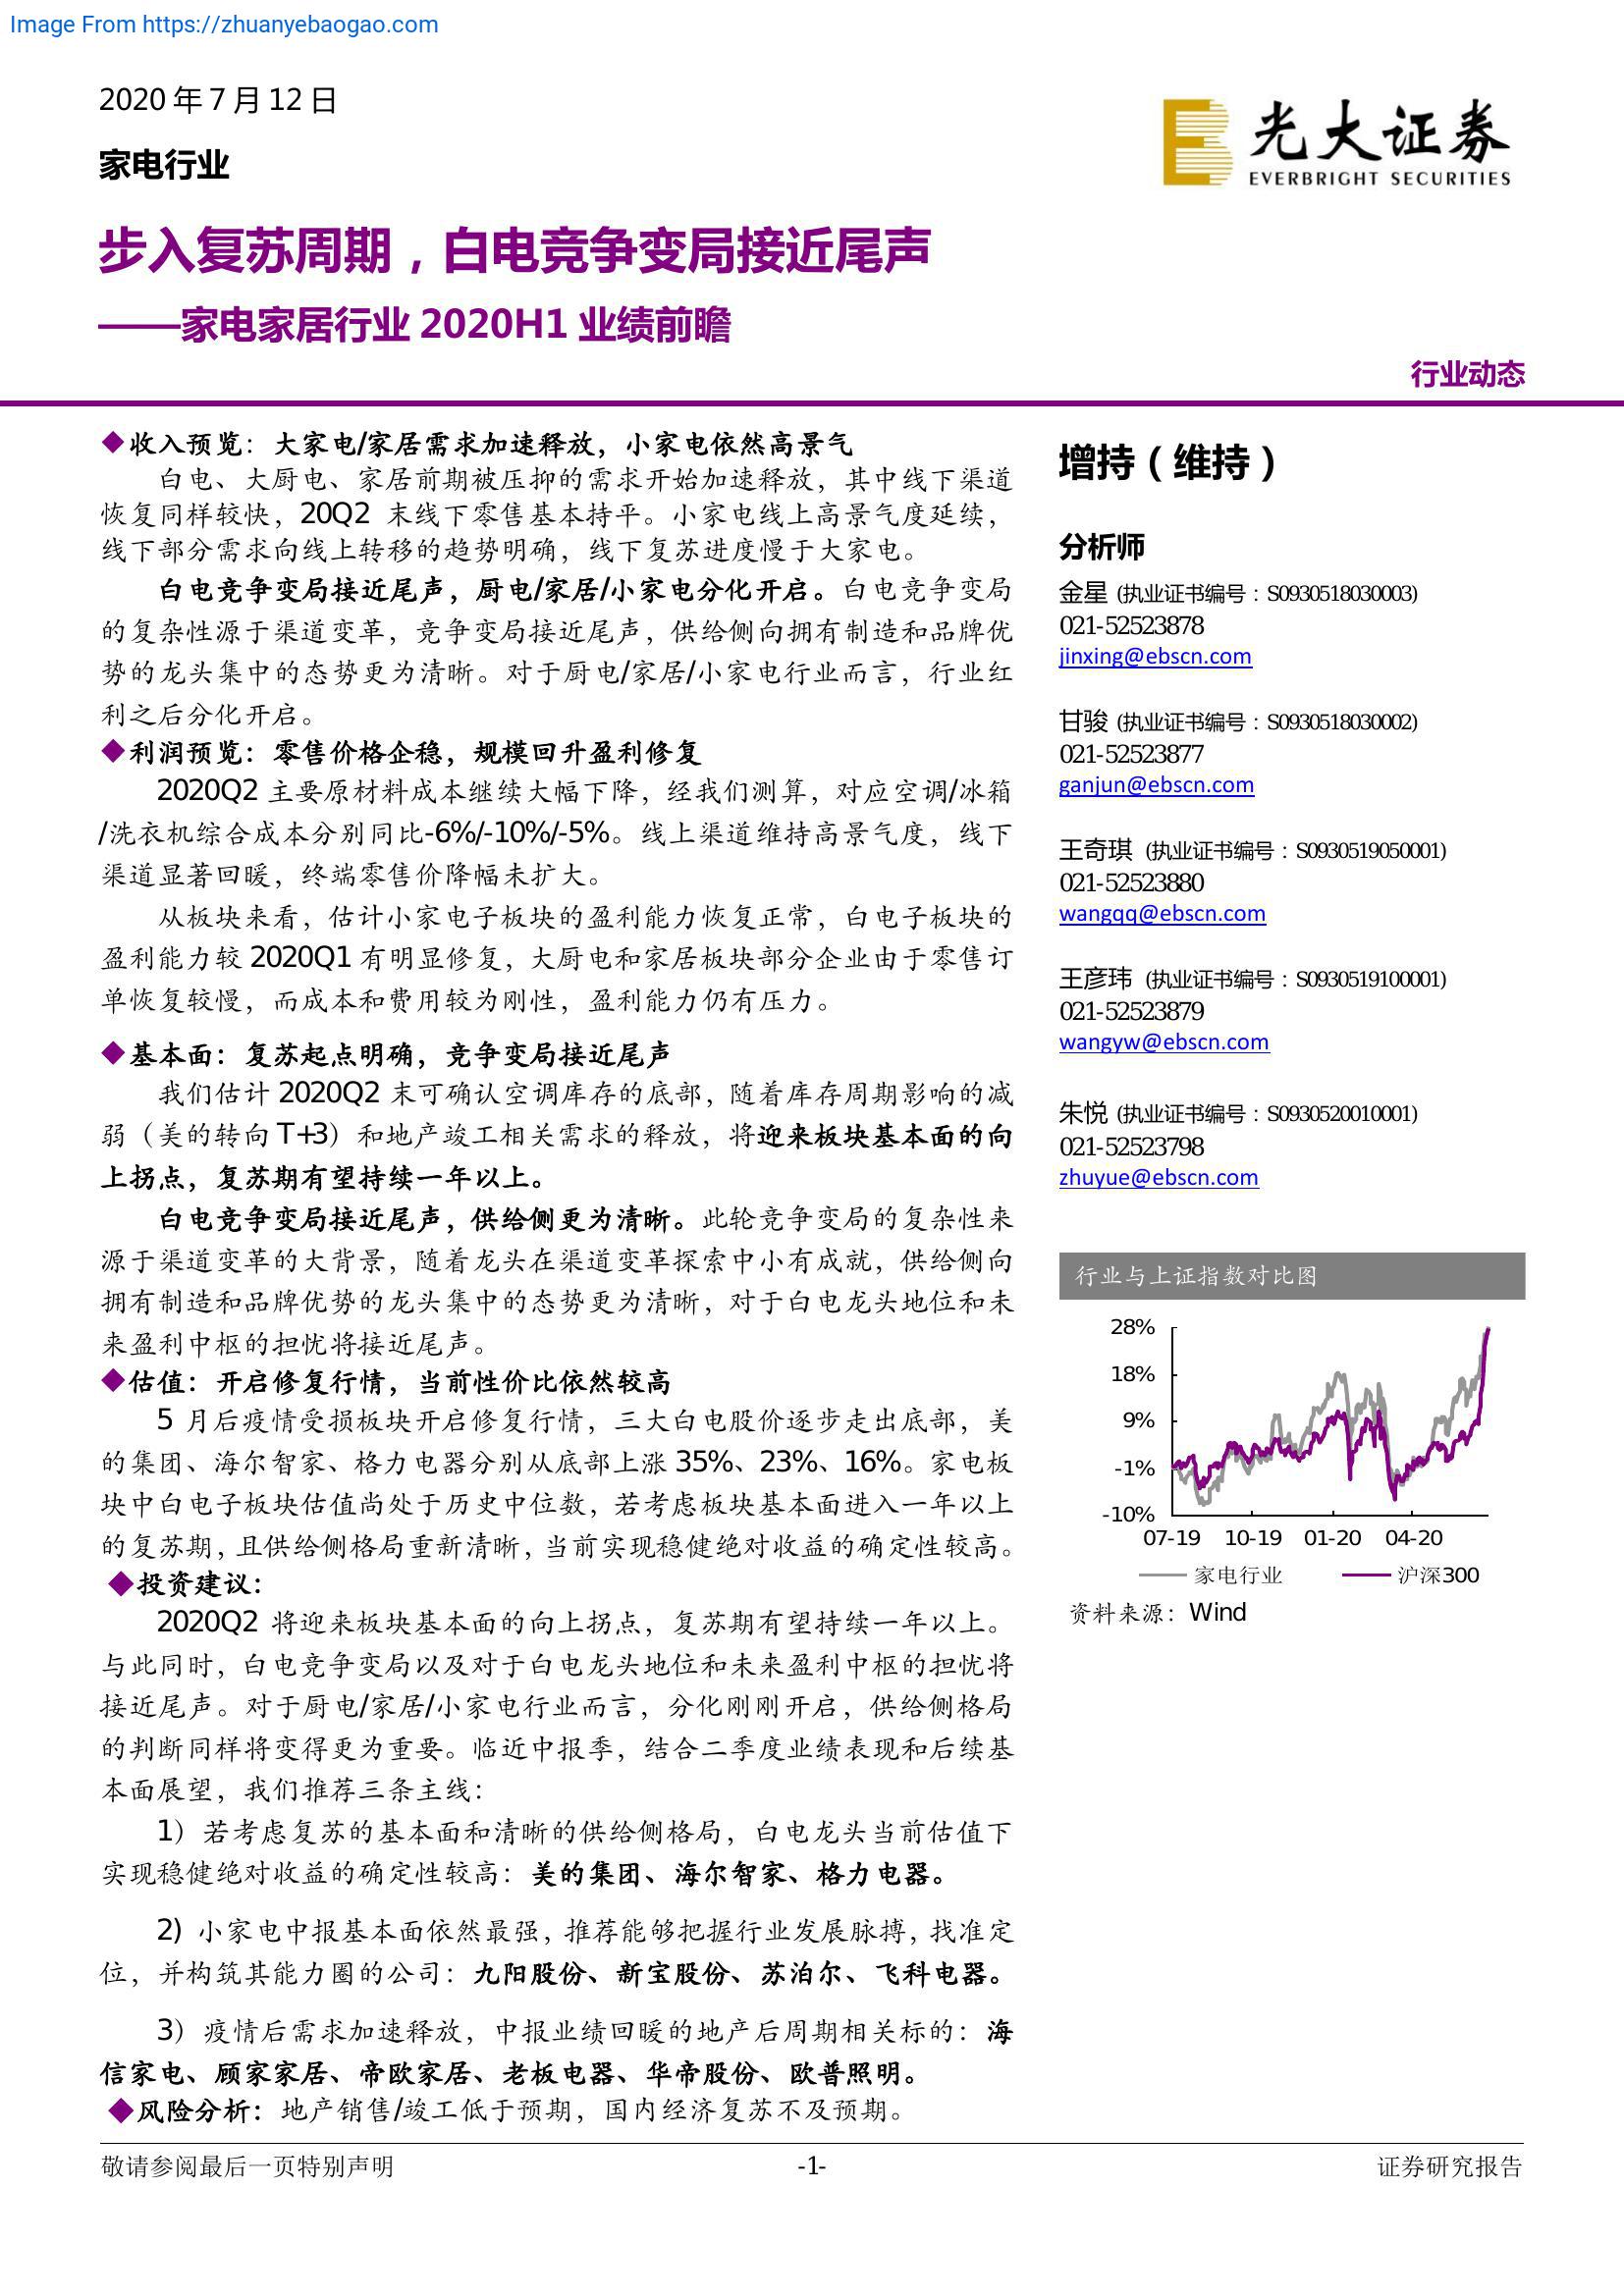 Image From https://zhuanyebaogao.com
2020 年 7 月 12 日
家电行业
光大证券
EVERBRIGHT SECURITIES
步入复苏周期，白电竞争变局接近尾声
——家电家居行业 2020H1 业绩前瞻
行业动态
◆收入预览：大家电/家居需求加速释放，小家电依然高景气
白电、大厨电、家居前期被压抑的需求开始加速释放，其中线下渠道
恢复同样较快，20Q2 末线下零售基本持平。小家电线上高景气度延续，
线下部分需求向线上转移的趋势明确，线下复苏进度慢于大家电。
白电竞争变局接近尾声，厨电/家居/小家电分化开启。白电竞争变局
的复杂性源于渠道变革，竞争变局接近尾声，供给侧向拥有制造和品牌优
势的龙头集中的态势更为清晰。对于厨电/家居/小家电行业而言，行业红
利之后分化开启。
◆利润预览：零售价格企稳，规模回升盈利修复
2020Q2 主要原材料成本继续大幅下降，经我们测算，对应空调/冰箱
/洗衣机综合成本分别同比-6%/-10%/-5%。线上渠道维持高景气度，线下
渠道显著回暖，终端零售价降幅未扩大。
从板块来看，估计小家电子板块的盈利能力恢复正常，白电子板块的
盈利能力较 2020Q1 有明显修复，大厨电和家居板块部分企业由于零售订
单恢复较慢，而成本和费用较为刚性，盈利能力仍有压力。
◆基本面：复苏起点明确，竞争变局接近尾声
我们估计 2020Q2 末可确认空调库存的底部，随着库存周期影响的减
弱（美的转向 T+3）和地产竣工相关需求的释放，将迎来板块基本面的向
上拐点，复苏期有望持续一年以上。
白电竞争变局接近尾声，供给侧更为清晰。此轮竞争变局的复杂性来
源于渠道变革的大背景，随着龙头在渠道变革探索中小有成就，供给侧向
拥有制造和品牌优势的龙头集中的态势更为清晰，对于白电龙头地位和未
来盈利中枢的担忧将接近尾声。
◆估值：开启修复行情，当前性价比依然较高
5 月后疫情受损板块开启修复行情，三大白电股价逐步走出底部，美
的集团、海尔智家、格力电器分别从底部上涨 35%、23%、16%。家电板
块中白电子板块估值尚处于历史中位数，若考虑板块基本面进入一年以上
的复苏期，且供给侧格局重新清晰，当前实现稳健绝对收益的确定性较高。
◆投资建议：
2020Q2 将迎来板块基本面的向上拐点，复苏期有望持续一年以上。
与此同时，白电竞争变局以及对于白电龙头地位和未来盈利中枢的担忧将
接近尾声。对于厨电/家居/小家电行业而言，分化刚刚开启，供给侧格局
的判断同样将变得更为重要。临近中报季，结合二季度业绩表现和后续基
本面展望，我们推荐三条主线：
1）若考虑复苏的基本面和清晰的供给侧格局，白电龙头当前估值下
实现稳健绝对收益的确定性较高：美的集团、海尔智家、格力电器。
2) 小家电中报基本面依然最强，推荐能够把握行业发展脉搏，找准定
位，并构筑其能力圈的公司：九阳股份、新宝股份、苏泊尔、飞科电器。
3）疫情后需求加速释放，中报业绩回暖的地产后周期相关标的：海
信家电、顾家家居、帝欧家居、老板电器、华帝股份、欧普照明。
◆风险分析：地产销售/竣工低于预期，国内经济复苏不及预期。
增持（维持）
分析师
金星 (执业证书编号：S0930518030003)
021-52523878
jinxing@ebscn.com
甘骏 (执业证书编号：S0930518030002)
021-52523877
ganjun@ebscn.com
王奇琪 (执业证书编号：S0930519050001)
021-52523880
wangqq@ebscn.com
王彦玮 (执业证书编号：S0930519100001)
021-52523879
wangyw@ebscn.com
朱悦 (执业证书编号：S0930520010001)
021-52523798
zhuyue@ebscn.com
行业与上证指数对比图
28%
18%
9%
-1%
-10%
07-19 10-19 01-20 04-20
家电行业 沪深300
资料来源：Wind
敬请参阅最后一页特别声明 -1- 证券研究报告